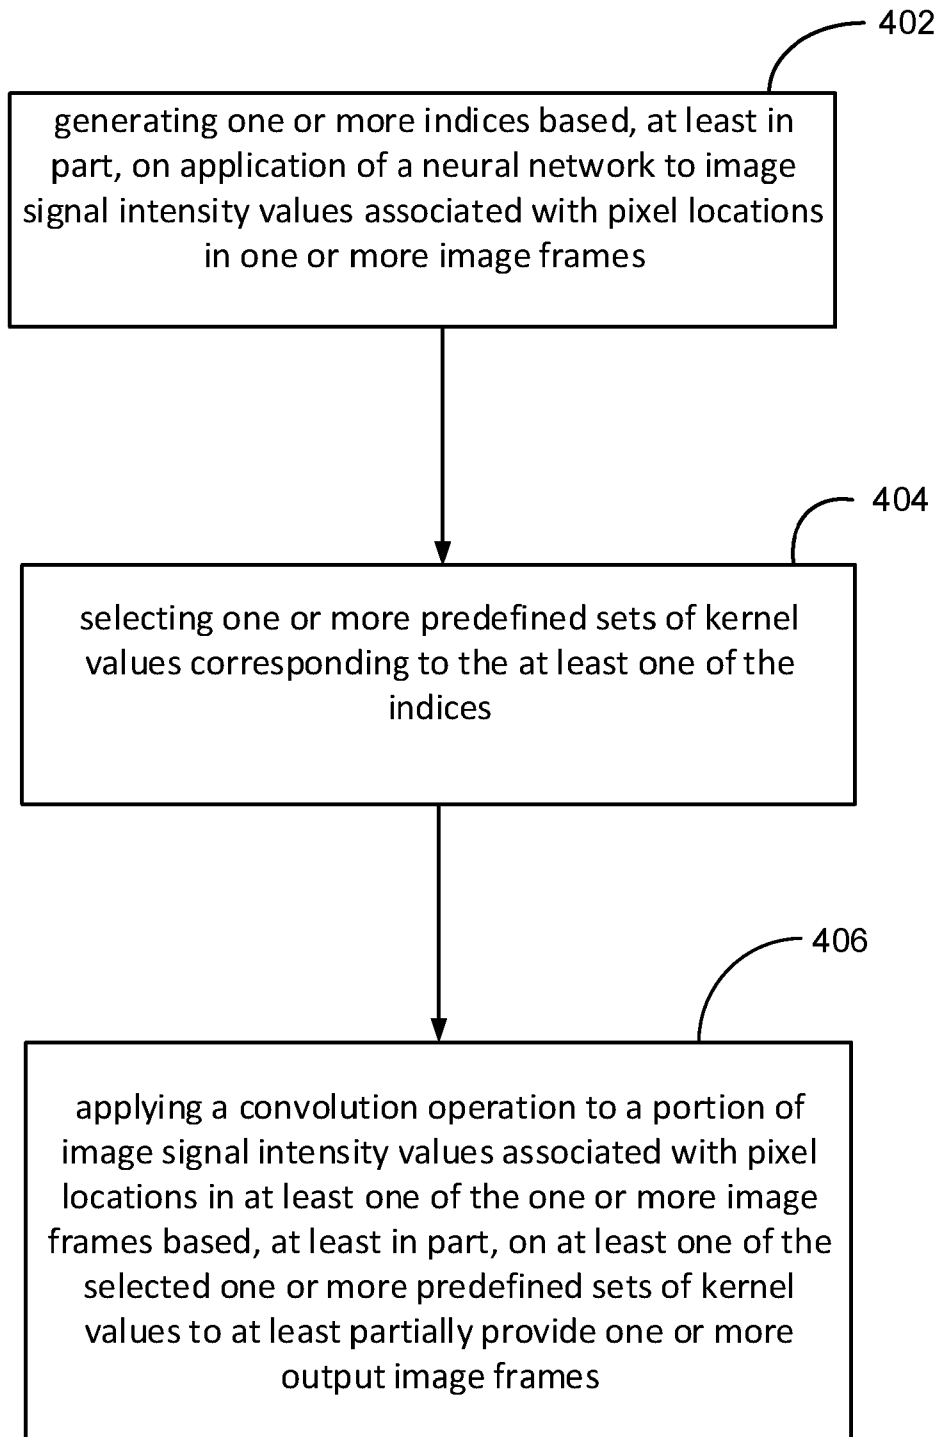 402
generating one or more indices based, at least in
part, on application of a neural network to image
signal intensity values associated with pixel locations
in one or more image frames
404
selecting one or more predefined sets of kernel
values corresponding to the at least one of the
indices
406
applying a convolution operation to a portion of
image signal intensity values associated with pixel
locations in at least one of the one or more image
frames based, at least in part, on at least one of the
selected one or more predefined sets of kernel
values to at least partially provide one or more
output image frames